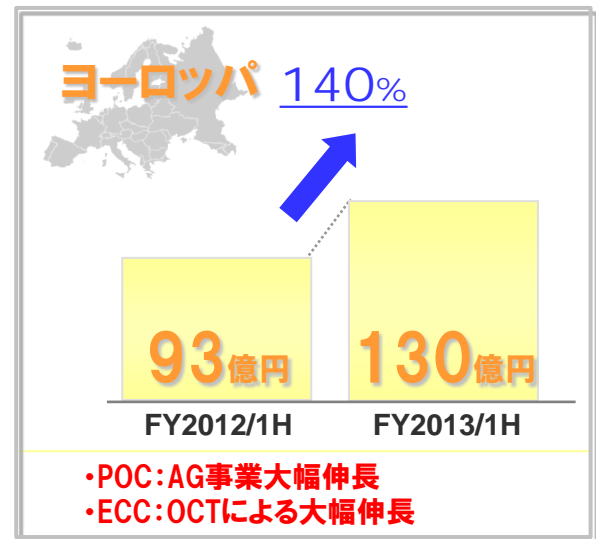 ヨーロッパ 140%
93億円 130億円
FY2012/1H FY2013/1H
・POC:AG事業大幅伸長
・ECC:OCTによる大幅伸長